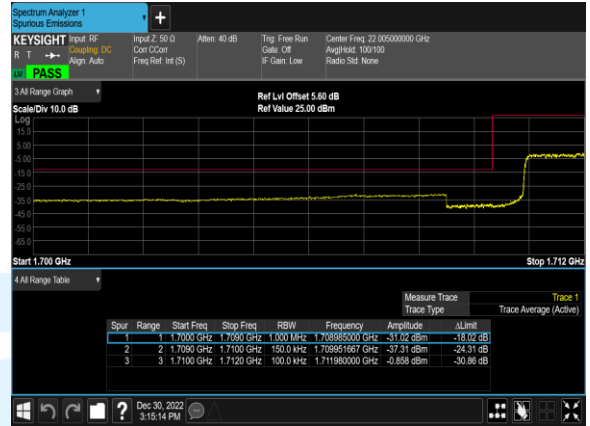 Spectrum Analyzer 1
Spurious Emissions
+
KEYSIGHT Input: RF Input Z: 50 Ω Atten: 40 dB Trig: Free Run Center Freq: 22.005000000 GHz
R T Coupling: DC Corr CCorr Gate: Off Avg|Hold: 100/100
Align: Auto Freq Ref: Int (S) IF Gain: Low Radio Std: None
PASS
3 All Range Graph
Ref Lvl Offset 5.60 dB
Scale/Div 10.0 dB Ref Value 25.00 dBm
Log
15.0
5.00
-5.00
-15.0
-25.0
-35.0
-45.0
-55.0
-65.0
Start 1.700 GHz Stop 1.712 GHz
4 All Range Table
Measure Trace Trace 1
Trace Type Trace Average (Active)
Spur Range Start Freq Stop Freq RBW Frequency Amplitude ΔLimit
1 1 1.7000 GHz 1.7090 GHz 1.000 MHz 1.708985000 GHz -31.02 dBm -18.02 dB
2 2 1.7090 GHz 1.7100 GHz 150.0 kHz 1.709951667 GHz -37.31 dBm -24.31 dB
3 3 1.7100 GHz 1.7120 GHz 100.0 kHz 1.711980000 GHz -0.858 dBm -30.86 dB
? Dec 30, 2022
3:15:14 PM